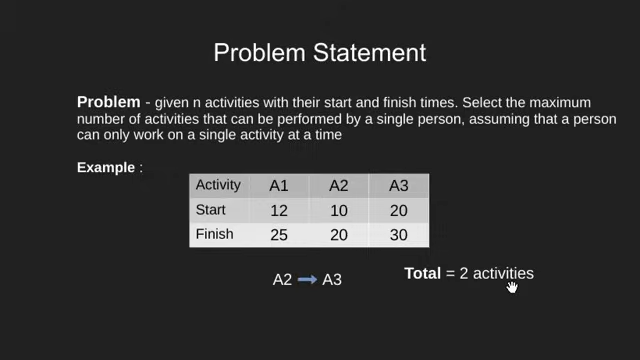 Problem Statement
Problem - given n activities with their start and finish times. Select the maximum
number of activities that can be performed by a single person, assuming that a person
can only work on a single activity at a time
Example :
Activity A1 A2 A3
Start 12 10 20
Finish 25 20 30
A2 A3
Total = 2 activities